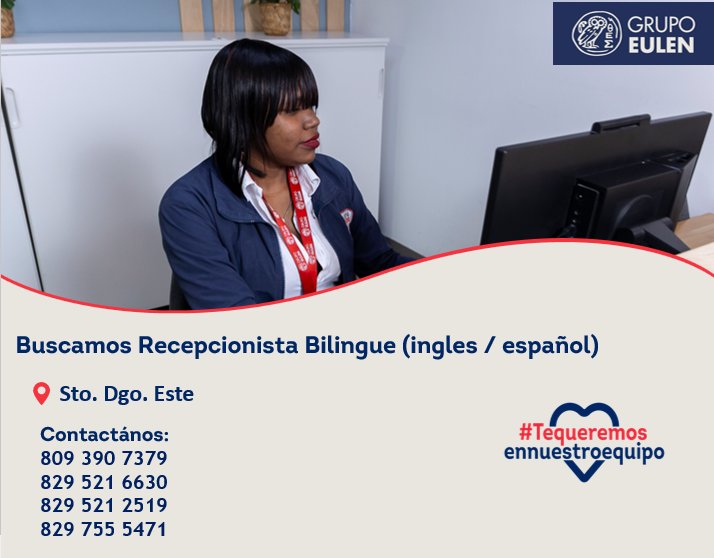 GRUPO
EULEN
Buscamos Recepcionista Bilingue (ingles / español)
Sto. Dgo. Este
Contactános:
809 390 7379
829 521 6630
829 521 2519
829 755 5471
#Tequeremos
ennuestroequipo